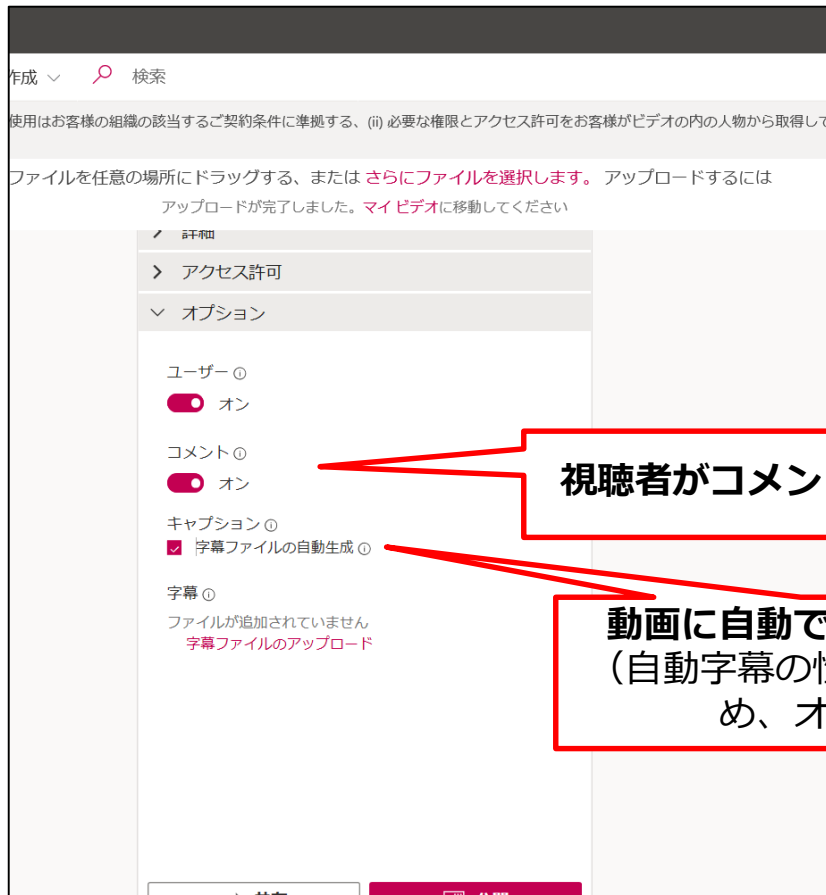 作成
検索
使用はお客様の組織の該当するご契約条件に準拠する、(ii) 必要な権限とアクセス許可をお客様がビデオの内の人物から取得して
ファイルを任意の場所にドラッグする、または さらにファイルを選択します。 アップロードするには
アップロードが完了しました。マイ ビデオに移動してください
詳細
アクセス許可
オプション
ユーザー
オン
コメント
オン
視聴者がコメン
キャプション
字幕ファイルの自動生成
字幕
ファイルが追加されていません
字幕ファイルのアップロード
動画に自動で
（自動字幕の
め、オ